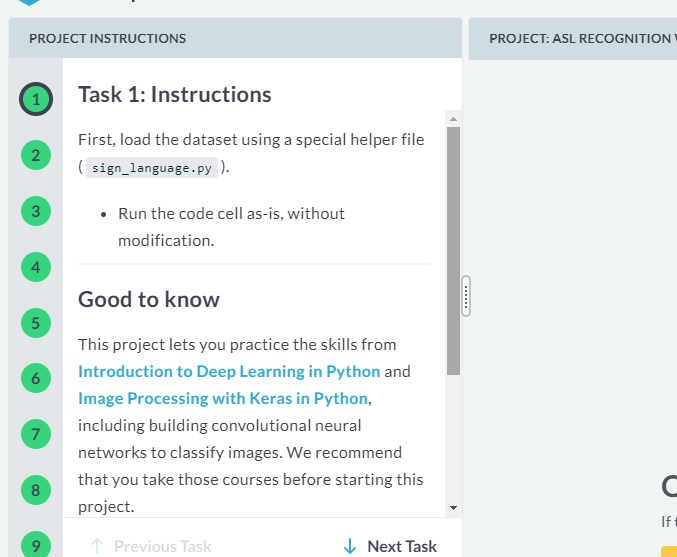 PROJECT INSTRUCTIONS
PROJECT: ASL RECOGNITION
1
2
3
4
5
6
7
8
9
Task 1: Instructions
First, load the dataset using a special helper file
( sign_language.py ).
• Run the code cell as-is, without
modification.
Good to know
This project lets you practice the skills from
Introduction to Deep Learning in Python and
Image Processing with Keras in Python,
including building convolutional neural
networks to classify images. We recommend
that you take those courses before starting this
project.
Previous Task
Next Task
If